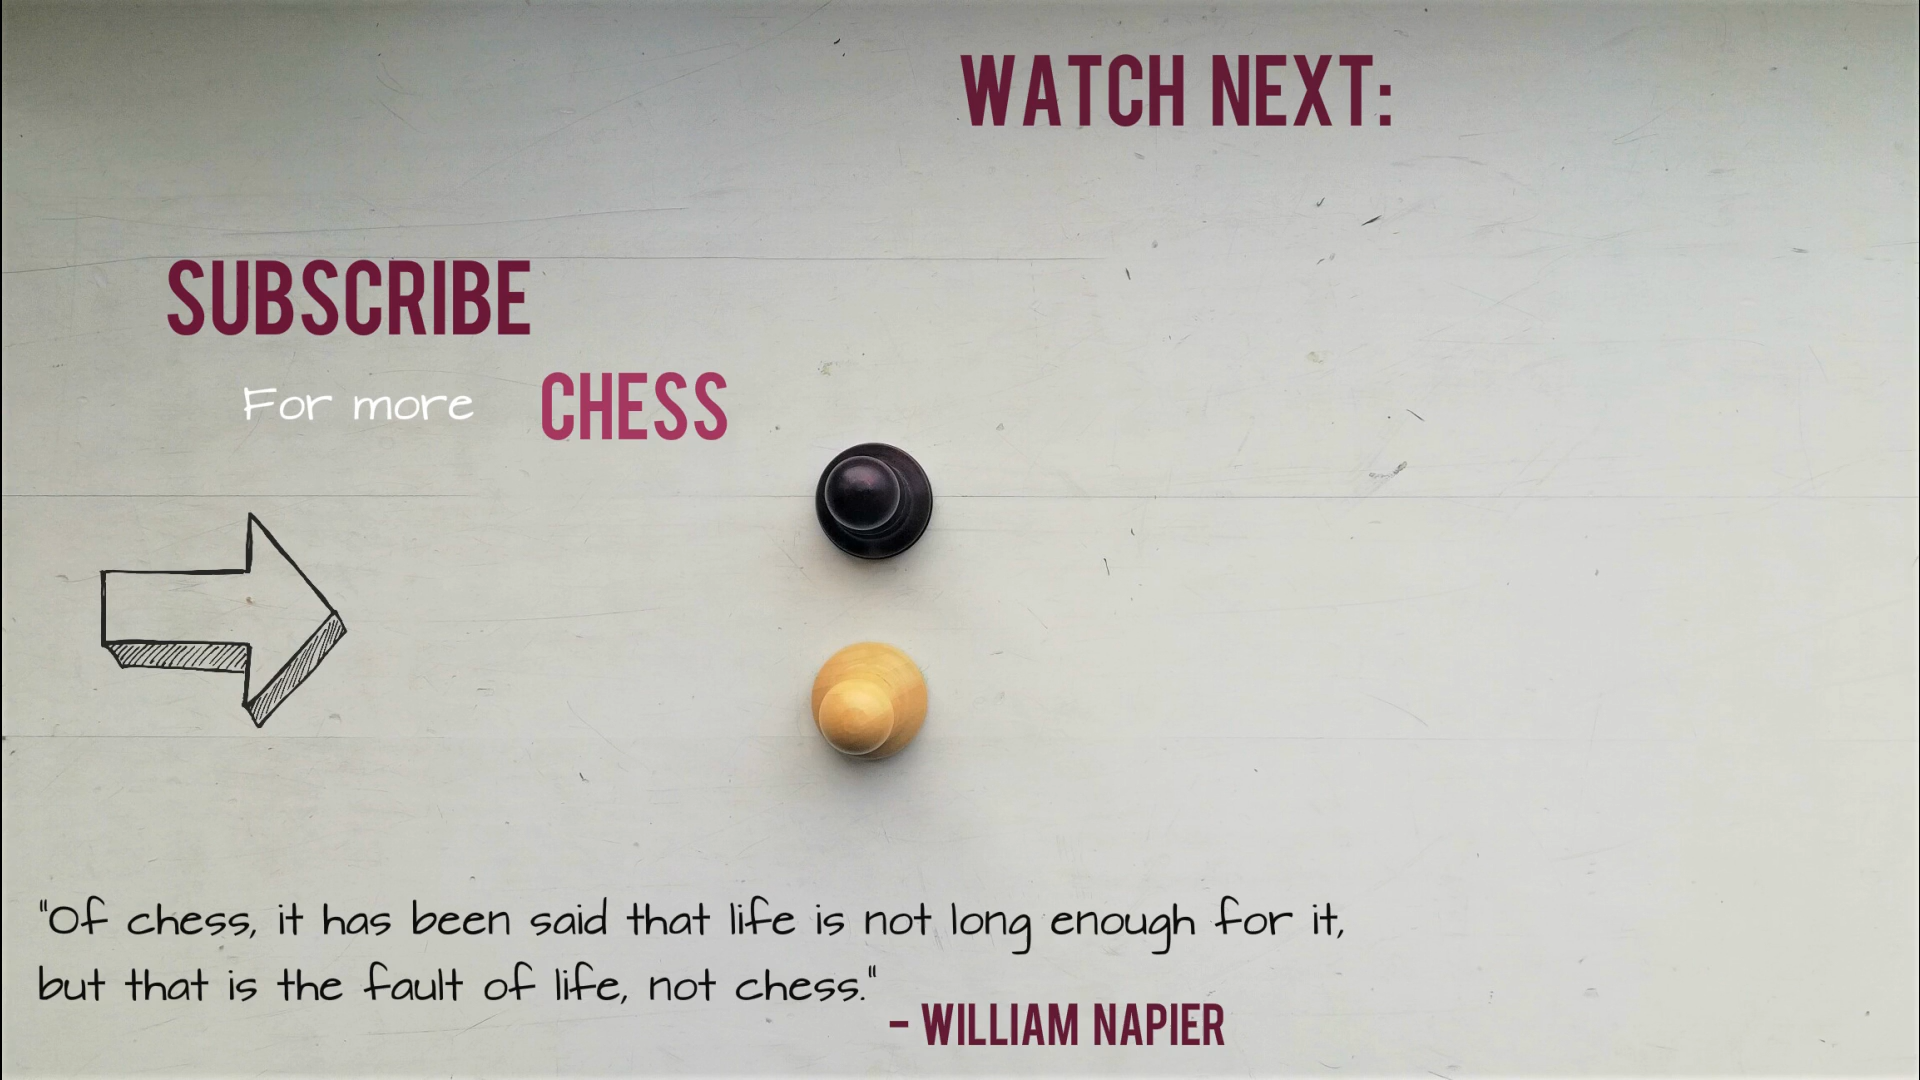 WATCH NEXT:
SUBSCRIBE
For more CHESS
"Of chess, it has been said that life is not long enough for it,
but that is the fault of life, not chess."
- WILLIAM NAPIER